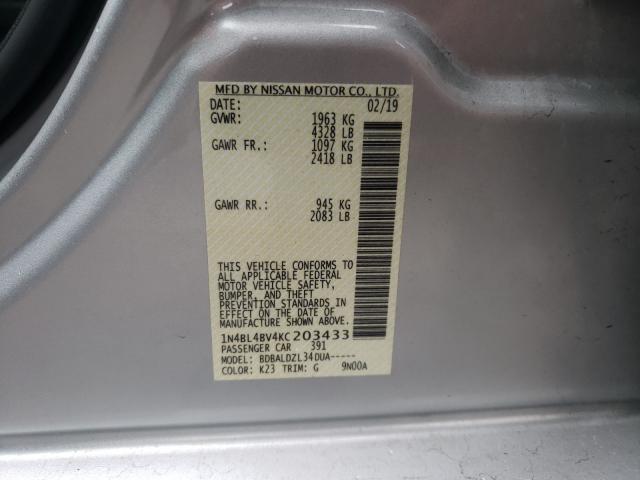 MFD BY NISSAN MOTOR CO., LTD.
DATE: 02/19
GVWR: 1963 KG
4328 LB
GAWR FR.: 1097 KG
2418 LB
GAWR RR.: 945 KG
2083 LB
THIS VEHICLE CONFORMS TO
ALL APPLICABLE FEDERAL
MOTOR VEHICLE SAFETY,
BUMPER, AND THEFT
PREVENTION STANDARDS IN
EFFECT ON THE DATE OF
MANUFACTURE SHOWN ABOVE.
1N4BL4BV4KC203433
PASSENGER CAR 391
MODEL: BDBALDZL34DUA-----
COLOR: K23 TRIM: G 9N00A